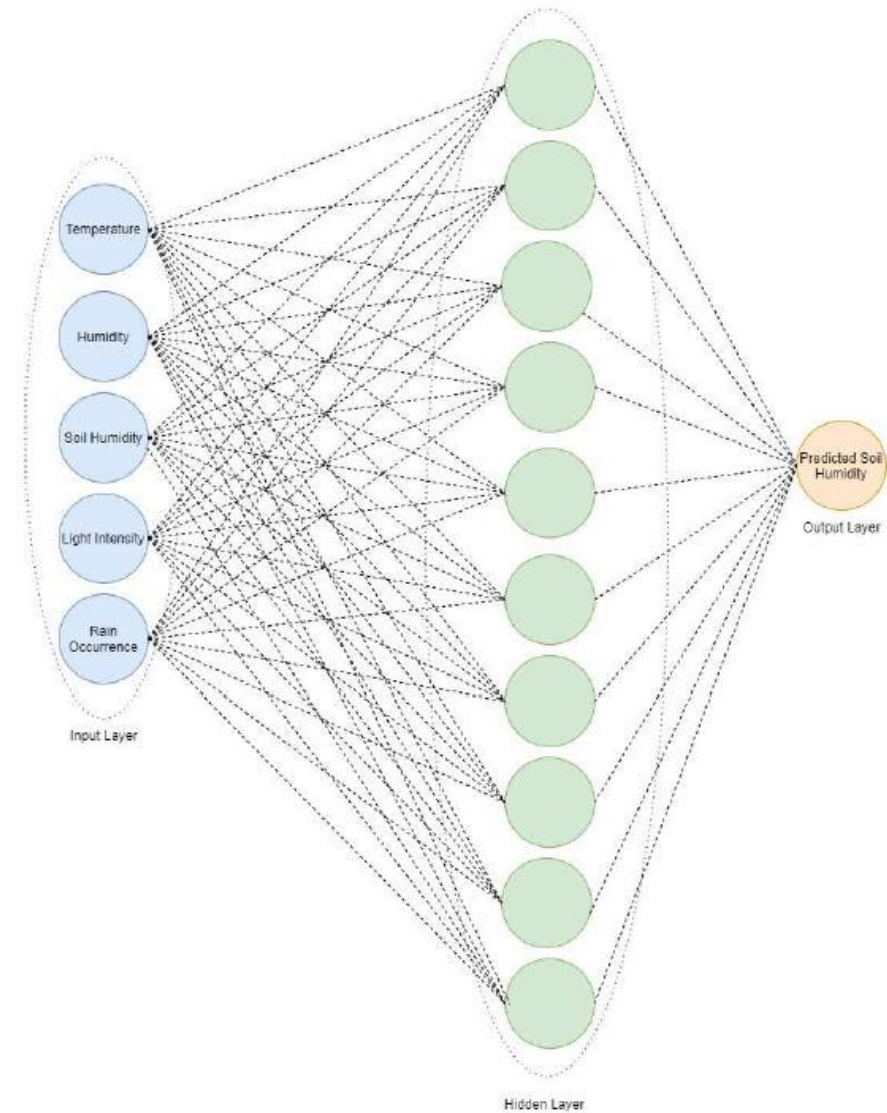 Temperature
Humidity
Soil Humidity
Light Intensity
Rain
Occurrence
Input Layer
Hidden Layer
Predicted Soil
Humidity
Output Layer